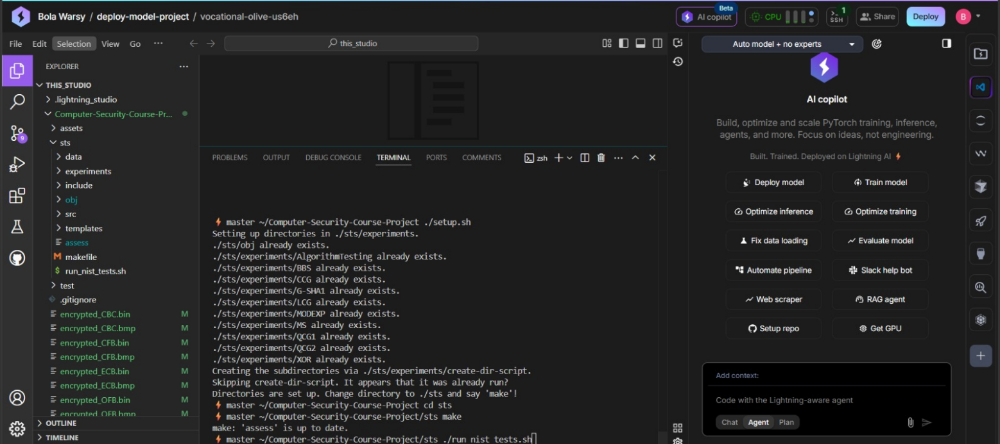 Bola Warsy / deploy-model-project / vocational-olive-us6eh
AI copilot
Beta
CPU
SSH
1
Share
Deploy
B
File Edit Selection View Go ...
this_studio
EXPLORER
THIS_STUDIO
.lightning_studio
Computer-Security-Course-Pr...
assets
sts
data
experiments
include
obj
src
templates
assess
M makefile
$ run_nist_tests.sh
test
.gitignore
encrypted_CBC.bin M
encrypted_CBC.bmp M
encrypted_CFB.bin M
encrypted_CFB.bmp M
encrypted_ECB.bin M
encrypted_ECB.bmp M
encrypted_OFB.bin M
encrypted_OFB.bmp M
OUTLINE
TIMELINE
9
PROBLEMS OUTPUT DEBUG CONSOLE TERMINAL PORTS COMMENTS zsh
master ~/Computer-Security-Course-Project ./setup.sh
Setting up directories in ./sts/experiments.
./sts/obj already exists.
./sts/experiments/AlgorithmTesting already exists.
./sts/experiments/BBS already exists.
./sts/experiments/CCG already exists.
./sts/experiments/G-SHA1 already exists.
./sts/experiments/LCG already exists.
./sts/experiments/MODEXP already exists.
./sts/experiments/MS already exists.
./sts/experiments/QCG1 already exists.
./sts/experiments/QCG2 already exists.
./sts/experiments/XOR already exists.
Creating the subdirectories via ./sts/experiments/create-dir-script.
Skipping create-dir-script. It appears that it was already run?
Directories are set up. Change directory to ./sts and say 'make'!
master ~/Computer-Security-Course-Project cd sts
master ~/Computer-Security-Course-Project/sts make
make: 'assess' is up to date.
master ~/Computer-Security-Course-Project/sts ./run_nist_tests.sh
Auto model + no experts
AI copilot
Build, optimize and scale PyTorch training, inference,
agents, and more. Focus on ideas, not engineering.
Built. Trained. Deployed on Lightning AI
Deploy model
Train model
Optimize inference
Optimize training
Fix data loading
Evaluate model
Automate pipeline
Slack help bot
Web scraper
RAG agent
Setup repo
Get GPU
Add context:
Code with the Lightning-aware agent
Chat Agent Plan